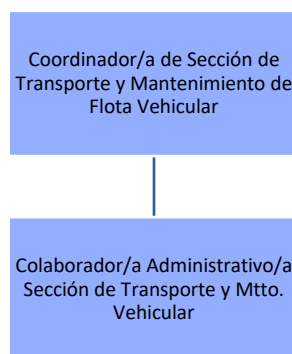 Coordinador/a de Sección de
Transporte y Mantenimiento de
Flota Vehicular
Colaborador/a Administrativo/a
Sección de Transporte y Mtto.
Vehicular